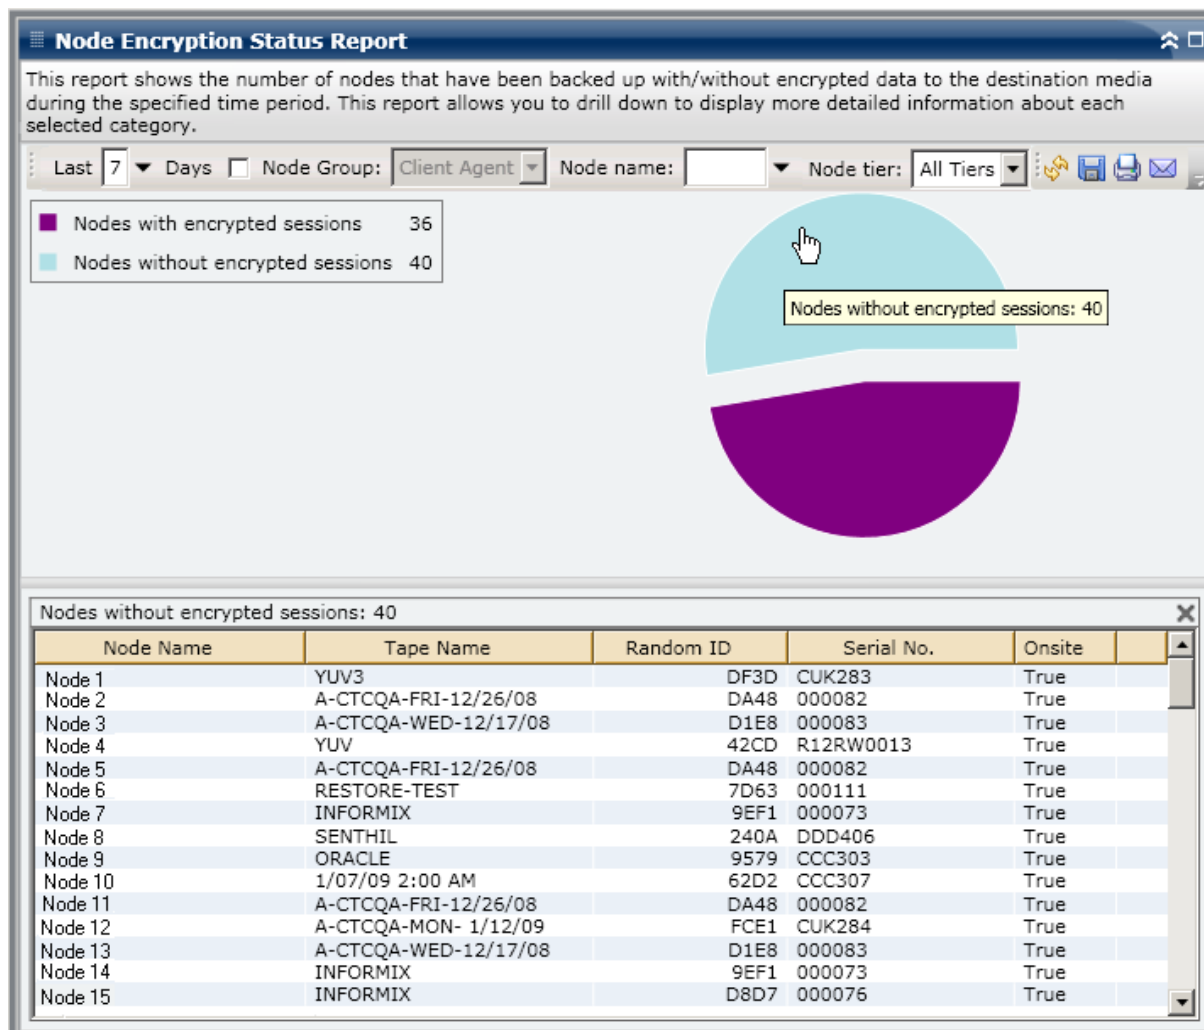 Node Encryption Status Report
This report shows the number of nodes that have been backed up with/without encrypted data to the destination media
during the specified time period. This report allows you to drill down to display more detailed information about each
selected category.
Last 7 Days Node Group: Client Agent Node name: Node tier: All Tiers
Nodes with encrypted sessions 36
Nodes without encrypted sessions 40
Nodes without encrypted sessions: 40
Nodes without encrypted sessions: 40
Node Name Tape Name Random ID Serial No. Onsite
Node 1 YUV3 DF3D CUK283 True
Node 2 A-CTCQA-FRI-12/26/08 DA48 000082 True
Node 3 A-CTCQA-WED-12/17/08 D1E8 000083 True
Node 4 YUV 42CD R12RW0013 True
Node 5 A-CTCQA-FRI-12/26/08 DA48 000082 True
Node 6 RESTORE-TEST 7D63 000111 True
Node 7 INFORMIX 9EF1 000073 True
Node 8 SENTHIL 240A DDD406 True
Node 9 ORACLE 9579 CCC303 True
Node 10 1/07/09 2:00 AM 62D2 CCC307 True
Node 11 A-CTCQA-FRI-12/26/08 DA48 000082 True
Node 12 A-CTCQA-MON- 1/12/09 FCE1 CUK284 True
Node 13 A-CTCQA-WED-12/17/08 D1E8 000083 True
Node 14 INFORMIX 9EF1 000073 True
Node 15 INFORMIX D8D7 000076 True